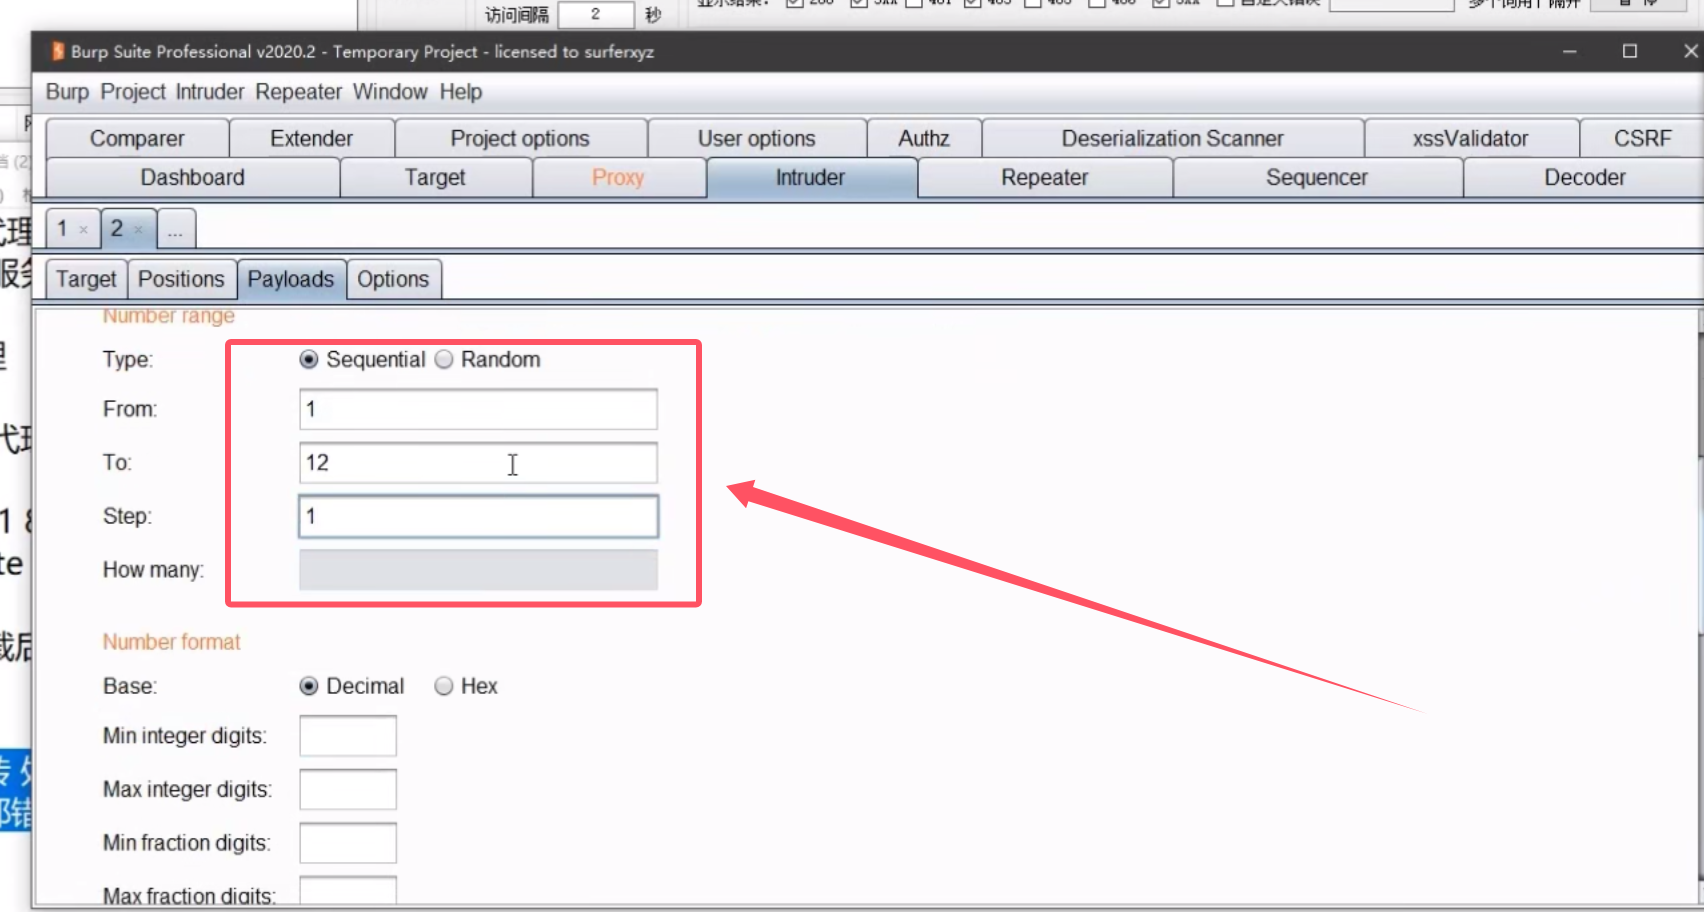 访问间隔 2 秒
Burp Suite Professional v2020.2 - Temporary Project - licensed to surferxyz
Burp Project Intruder Repeater Window Help
Comparer Extender Project options User options Authz Deserialization Scanner xssValidator CSRF
Dashboard Target Proxy Intruder Repeater Sequencer Decoder
1 × 2 × ...
Target Positions Payloads Options
Number range
Type: Sequential Random
From: 1
To: 12
Step: 1
How many:
Number format
Base: Decimal Hex
Min integer digits:
Max integer digits:
Min fraction digits:
Max fraction digits: